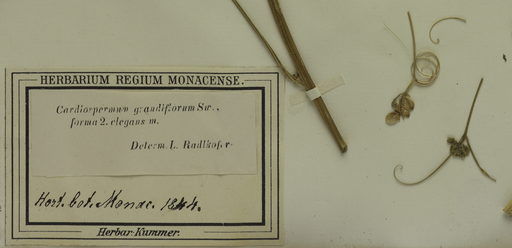 HERBARIUM REGIUM MONACENSE.
Cardiospermum grandiflorum Sw.,
forma 2. elegans m.
Determ. L. Radlkofer
Hort. bot. Monac. 1844.
Herbar. Kummer.